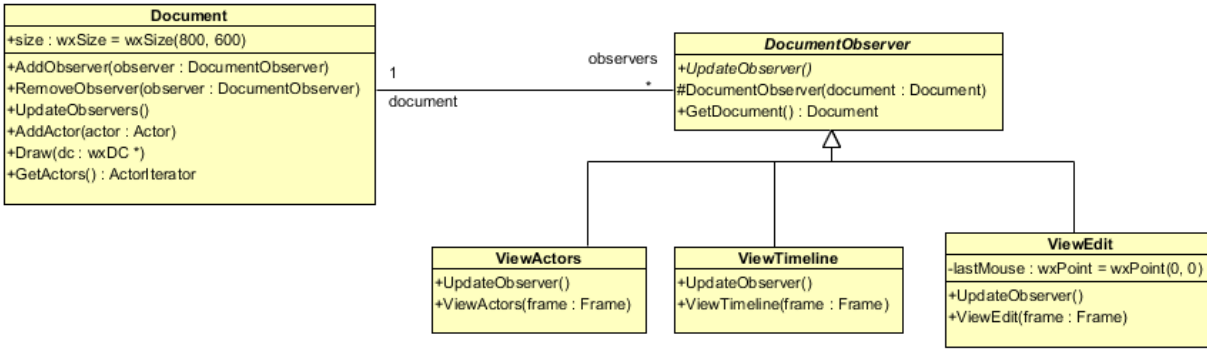 Document
+size : wxSize = wxSize(800, 600)
+AddObserver(observer : DocumentObserver)
+RemoveObserver(observer : DocumentObserver)
+UpdateObservers()
+AddActor(actor : Actor)
+Draw(dc : wxDC *)
+GetActors() : ActorIterator
1
document
observers
*
DocumentObserver
+UpdateObserver()
#DocumentObserver(document : Document)
+GetDocument() : Document
ViewActors
+UpdateObserver()
+ViewActors(frame : Frame)
ViewTimeline
+UpdateObserver()
+ViewTimeline(frame : Frame)
ViewEdit
-lastMouse : wxPoint = wxPoint(0, 0)
+UpdateObserver()
+ViewEdit(frame : Frame)